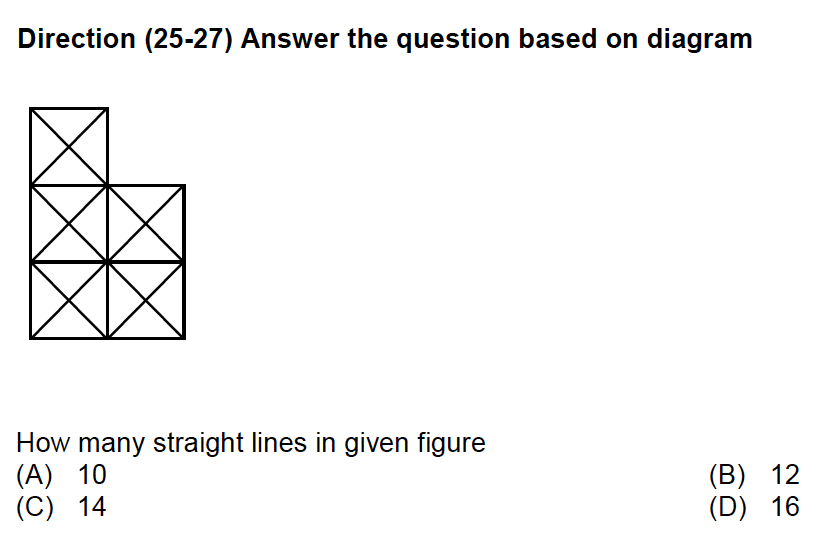 Direction (25-27) Answer the question based on diagram
How many straight lines in given figure
(A) 10 (B) 12
(C) 14 (D) 16